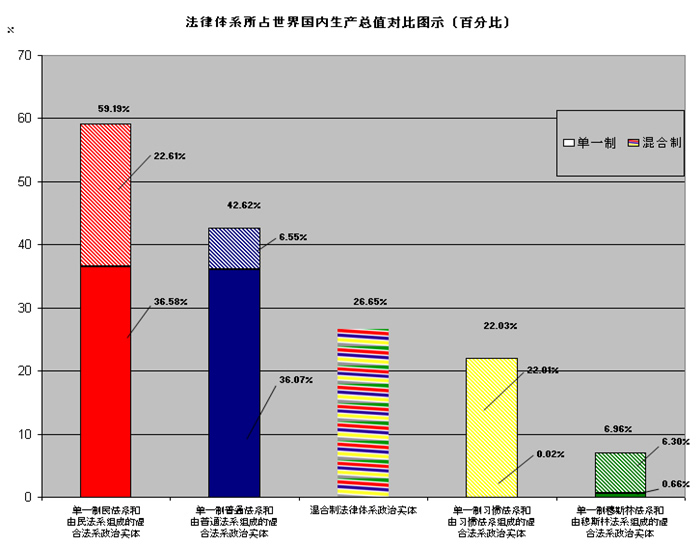 法律体系所占世界国内生产总值对比图示（百分比）
%
70
60
50
40
30
20
10
0
59.19%
22.61%
36.58%
42.62%
6.55%
36.07%
26.65%
22.03%
22.01%
0.02%
6.96%
6.30%
0.66%
单一制 混合制
单一制民法系和
由民法系组成的混
合法系政治实体
单一制普通法系和
由普通法系组成的混
合法系政治实体
混合制法律体系政治实体
单一制习惯法系和
由习惯法系组成的混
合法系政治实体
单一制穆斯林法系和
由穆斯林法系组成的混
合法系政治实体